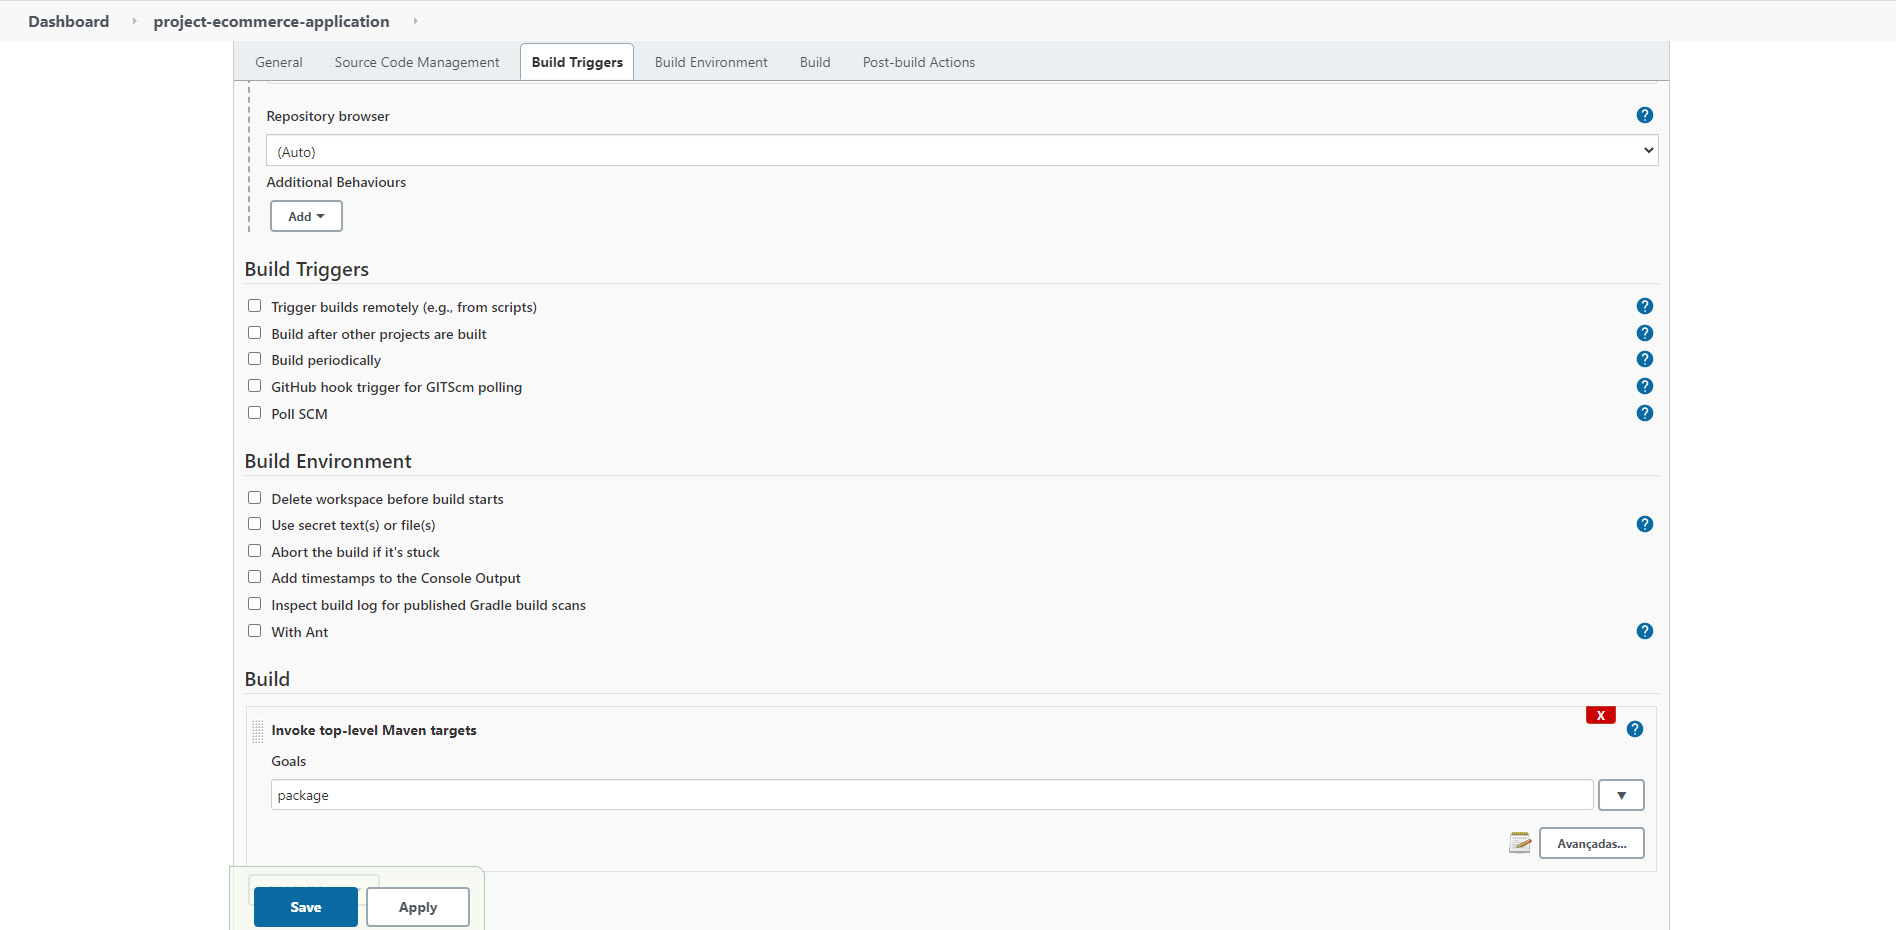 Dashboard project-ecommerce-application
General Source Code Management Build Triggers Build Environment Build Post-build Actions
Repository browser
(Auto)
Additional Behaviours
Add
Build Triggers
Trigger builds remotely (e.g., from scripts)
Build after other projects are built
Build periodically
GitHub hook trigger for GITScm polling
Poll SCM
Build Environment
Delete workspace before build starts
Use secret text(s) or file(s)
Abort the build if it's stuck
Add timestamps to the Console Output
Inspect build log for published Gradle build scans
With Ant
Build
X
Invoke top-level Maven targets
Goals
package
Avançadas...
Save Apply